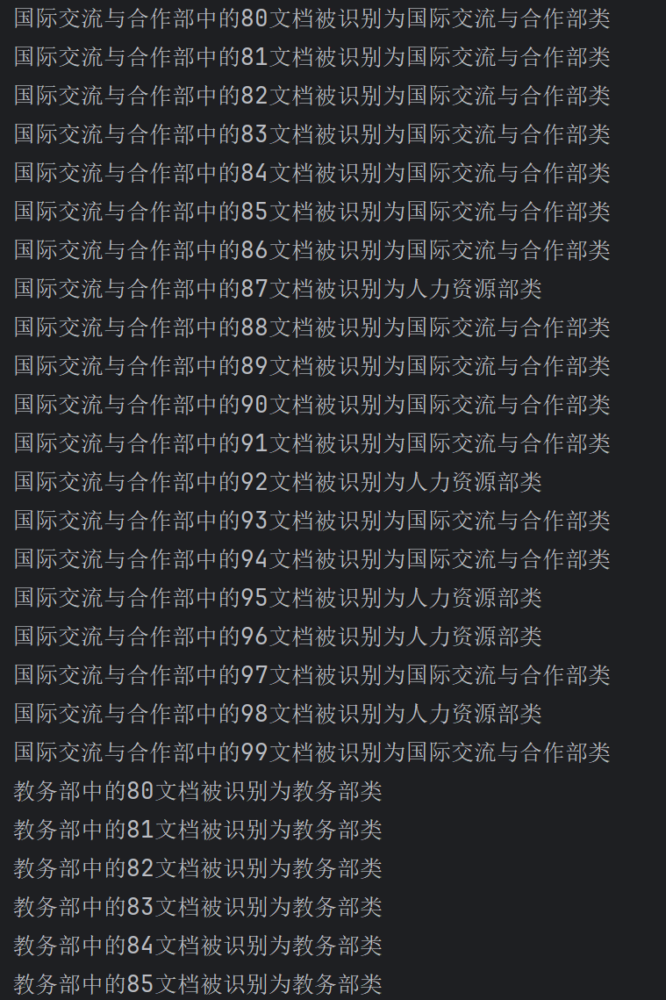 国际交流与合作部中的80文档被识别为国际交流与合作部类
国际交流与合作部中的81文档被识别为国际交流与合作部类
国际交流与合作部中的82文档被识别为国际交流与合作部类
国际交流与合作部中的83文档被识别为国际交流与合作部类
国际交流与合作部中的84文档被识别为国际交流与合作部类
国际交流与合作部中的85文档被识别为国际交流与合作部类
国际交流与合作部中的86文档被识别为国际交流与合作部类
国际交流与合作部中的87文档被识别为人力资源部类
国际交流与合作部中的88文档被识别为国际交流与合作部类
国际交流与合作部中的89文档被识别为国际交流与合作部类
国际交流与合作部中的90文档被识别为国际交流与合作部类
国际交流与合作部中的91文档被识别为国际交流与合作部类
国际交流与合作部中的92文档被识别为人力资源部类
国际交流与合作部中的93文档被识别为国际交流与合作部类
国际交流与合作部中的94文档被识别为国际交流与合作部类
国际交流与合作部中的95文档被识别为人力资源部类
国际交流与合作部中的96文档被识别为人力资源部类
国际交流与合作部中的97文档被识别为国际交流与合作部类
国际交流与合作部中的98文档被识别为人力资源部类
国际交流与合作部中的99文档被识别为国际交流与合作部类
教务部中的80文档被识别为教务部类
教务部中的81文档被识别为教务部类
教务部中的82文档被识别为教务部类
教务部中的83文档被识别为教务部类
教务部中的84文档被识别为教务部类
教务部中的85文档被识别为教务部类